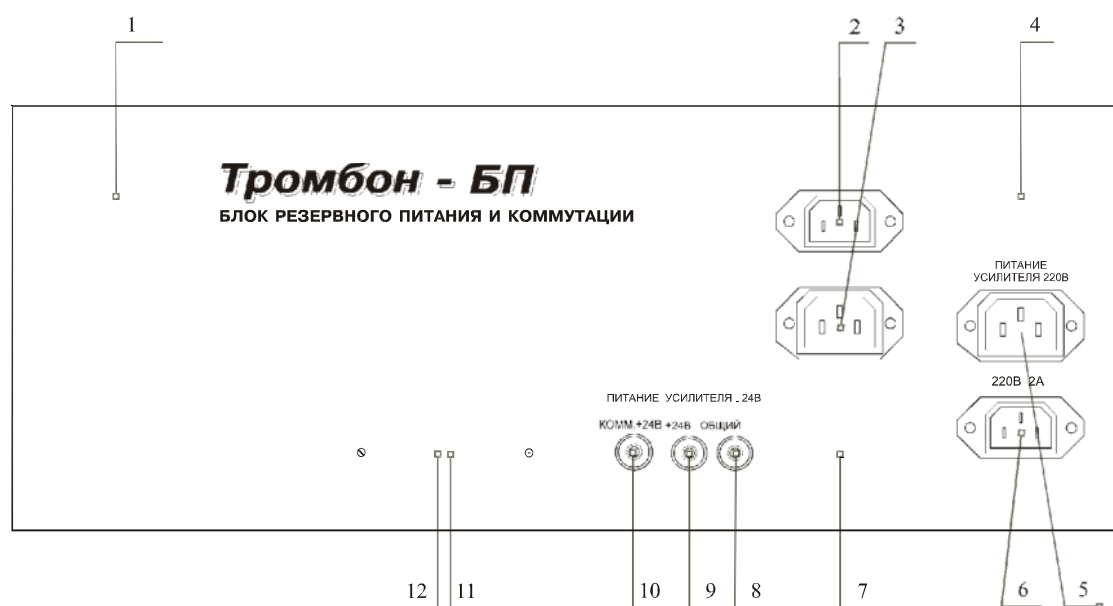 1
2 3 4
Тромбон - БП
БЛОК РЕЗЕРВНОГО ПИТАНИЯ И КОММУТАЦИИ
ПИТАНИЕ
УСИЛИТЕЛЯ 220В
220В 2А
ПИТАНИЕ УСИЛИТЕЛЯ - 24В
КОММ.+24В +24В ОБЩИЙ
12 11 10 9 8 7 6 5